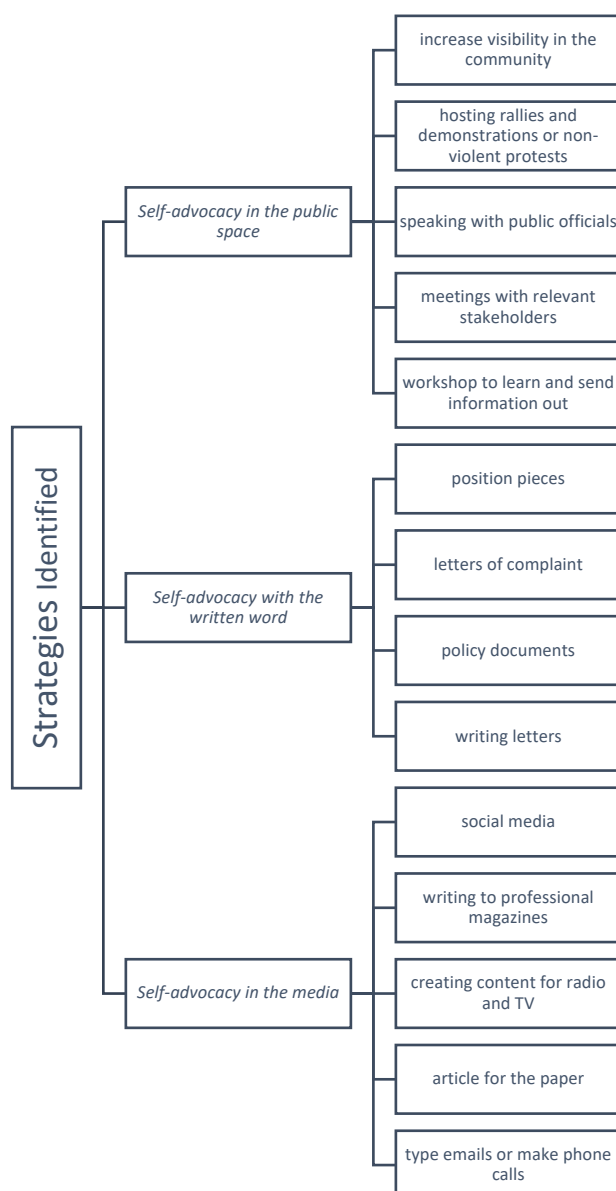 Strategies Identified
Self-advocacy in the public
space
increase visibility in the
community
hosting rallies and
demonstrations or non-
violent protests
speaking with public officials
meetings with relevant
stakeholders
workshop to learn and send
information out
Self-advocacy with the
written word
position pieces
letters of complaint
policy documents
writing letters
Self-advocacy in the media
social media
writing to professional
magazines
creating content for radio
and TV
article for the paper
type emails or make phone
calls